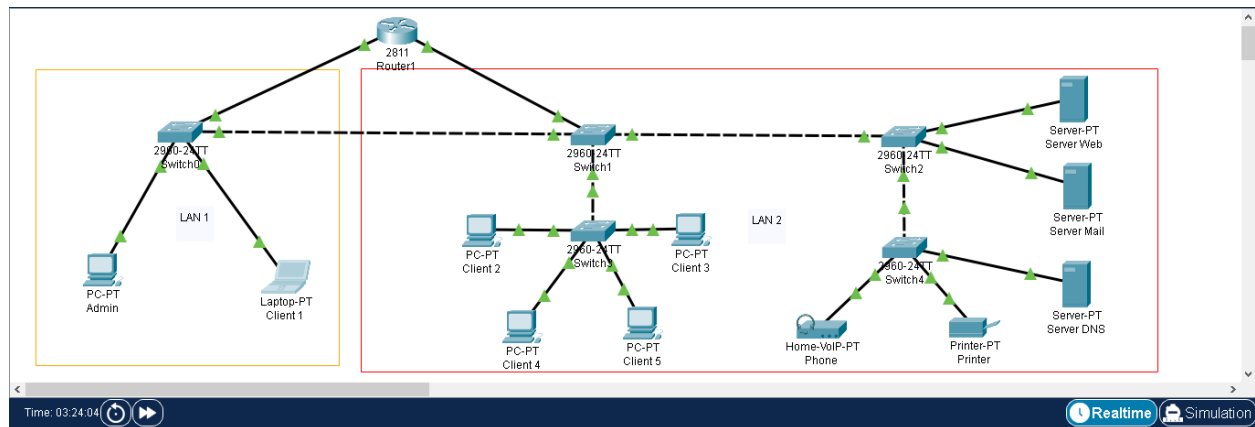 2811
Router1
2960-24TT
Switch0
LAN 1
PC-PT
Admin
Laptop-PT
Client 1
2960-24TT
Switch1
2960-24TT
Switch2
Server-PT
Server Web
Server-PT
Server Mail
PC-PT
Client 2
2960-24TT
Switch3
PC-PT
Client 3
LAN 2
PC-PT
Client 4
PC-PT
Client 5
2960-24TT
Switch4
Home-VoIP-PT
Phone
Printer-PT
Printer
Server-PT
Server DNS
Time: 03:24:04
Realtime
Simulation